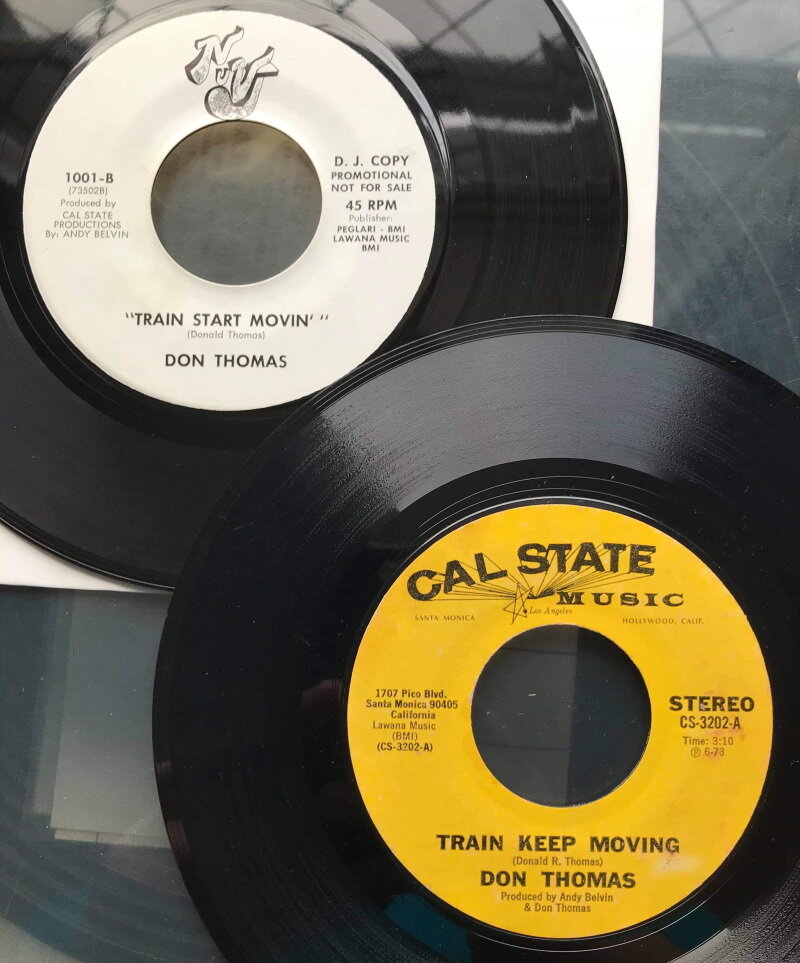 NUVJ
1001-B
(73502B)
Produced by
CAL STATE
PRODUCTIONS
By: ANDY BELVIN
D. J. COPY
PROMOTIONAL
NOT FOR SALE
45 RPM
Publisher:
PEGLARI - BMI
LAWANA MUSIC
BMI
"TRAIN START MOVIN' "
(Donald Thomas)
DON THOMAS
CAL STATE
MUSIC
Los Angeles
SANTA MONICA
HOLLYWOOD, CALIF.
1707 Pico Blvd.
Santa Monica 90405
California
Lawana Music
(BMI)
(CS-3202-A)
STEREO
CS-3202-A
Time: 3:10
Ⓟ 6-73
TRAIN KEEP MOVING
(Donald R. Thomas)
DON THOMAS
Produced by Andy Belvin
& Don Thomas